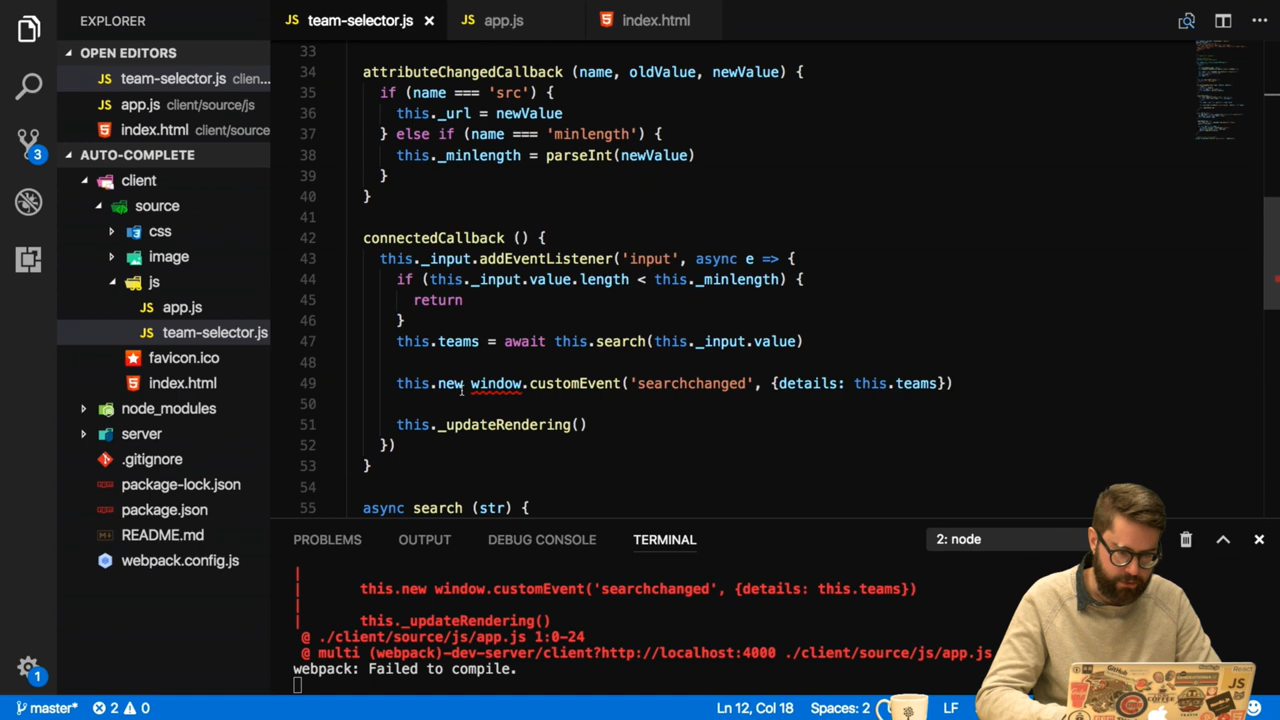 EXPLORER
OPEN EDITORS
JS team-selector.js clien...
JS app.js client/source/js
index.html client/source
AUTO-COMPLETE
client
source
css
image
js
JS app.js
JS team-selector.js
favicon.ico
index.html
node_modules
server
.gitignore
package-lock.json
package.json
README.md
webpack.config.js
3
1
JS team-selector.js
JS app.js
index.html
33
34 attributeChangedCallback (name, oldValue, newValue) {
35 if (name === 'src') {
36 this._url = newValue
37 } else if (name === 'minlength') {
38 this._minlength = parseInt(newValue)
39 }
40 }
41
42 connectedCallback () {
43 this._input.addEventListener('input', async e => {
44 if (this._input.value.length < this._minlength) {
45 return
46 }
47 this.teams = await this.search(this._input.value)
48
49 this.new window.customEvent('searchchanged', {details: this.teams})
50
51 this._updateRendering()
52 })
53 }
54
55 async search (str) {
PROBLEMS OUTPUT DEBUG CONSOLE TERMINAL 2: node
|
| this.new window.customEvent('searchchanged', {details: this.teams})
|
| this._updateRendering()
@ ./client/source/js/app.js 1:0-24
@ multi (webpack)-dev-server/client?http://localhost:4000 ./client/source/js/app.js
webpack: Failed to compile.
master* 2 0 Ln 12, Col 18 Spaces: 2 LF